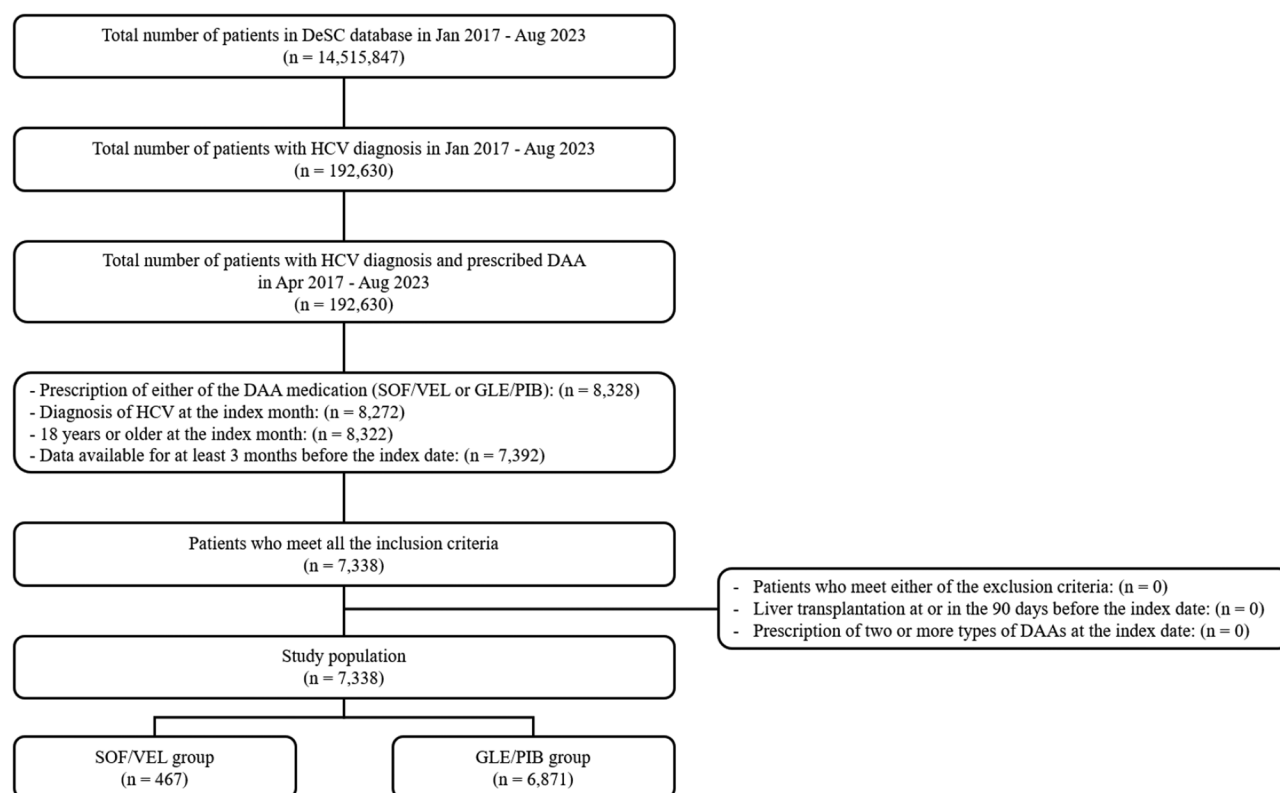 Total number of patients in DeSC database in Jan 2017 - Aug 2023
(n = 14,515,847)
Total number of patients with HCV diagnosis in Jan 2017 - Aug 2023
(n = 192,630)
Total number of patients with HCV diagnosis and prescribed DAA
in Apr 2017 - Aug 2023
(n = 192,630)
- Prescription of either of the DAA medication (SOF/VEL or GLE/PIB): (n = 8,328)
- Diagnosis of HCV at the index month: (n = 8,272)
- 18 years or older at the index month: (n = 8,322)
- Data available for at least 3 months before the index date: (n = 7,392)
Patients who meet all the inclusion criteria
(n = 7,338)
- Patients who meet either of the exclusion criteria: (n = 0)
- Liver transplantation at or in the 90 days before the index date: (n = 0)
- Prescription of two or more types of DAAs at the index date: (n = 0)
Study population
(n = 7,338)
SOF/VEL group
(n = 467)
GLE/PIB group
(n = 6,871)